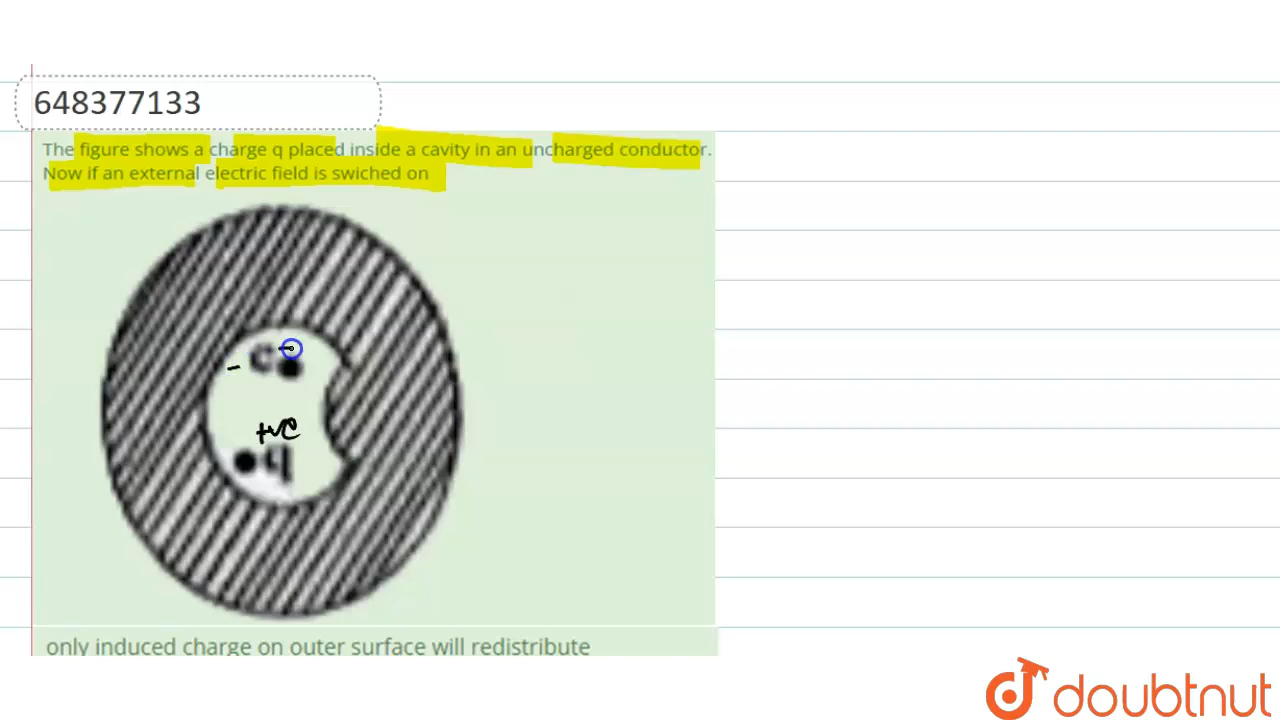 648377133
The figure shows a charge q placed inside a cavity in an uncharged conductor.
Now if an external electric field is swiched on
C
+ve
q
only induced charge on outer surface will redistribute
doubtnut